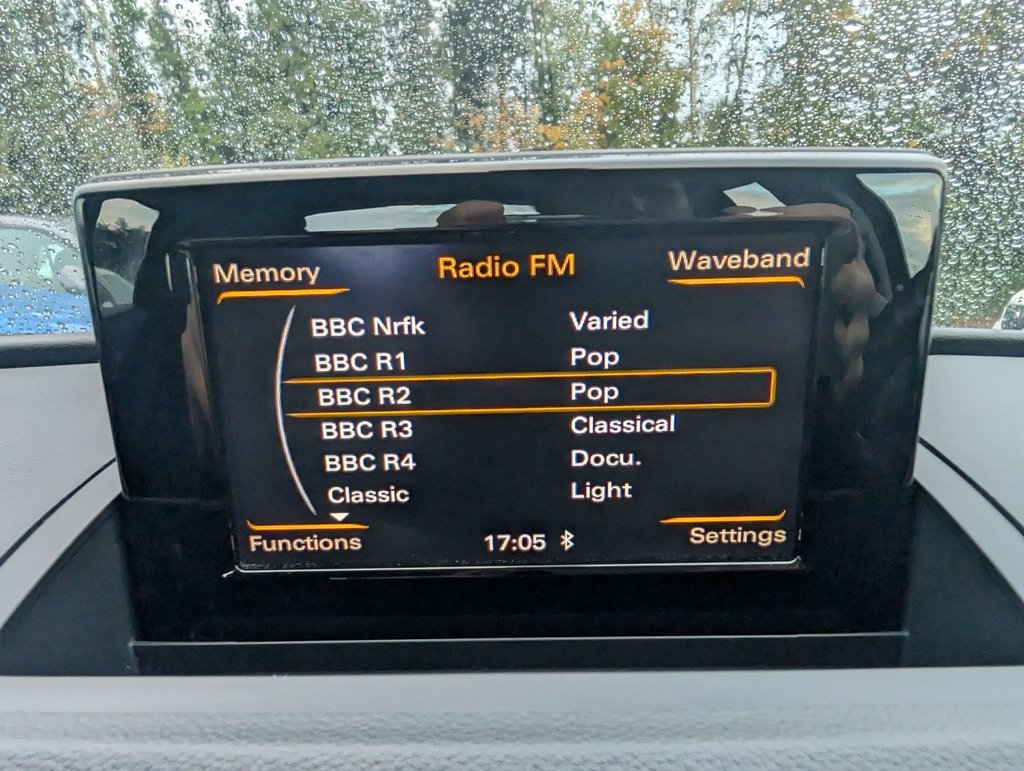 Memory Radio FM Waveband
BBC Nrfk Varied
BBC R1 Pop
BBC R2 Pop
BBC R3 Classical
BBC R4 Docu.
Classic Light
Functions 17:05 Settings